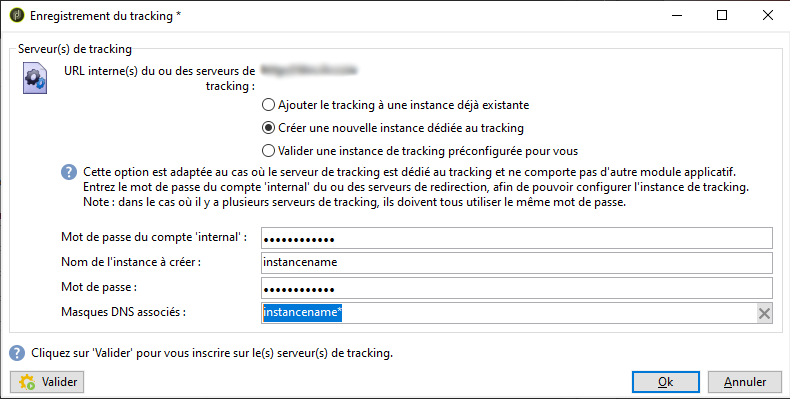 Enregistrement du tracking *
Serveur(s) de tracking
URL interne(s) du ou des serveurs de
tracking :
Ajouter le tracking à une instance déjà existante
Créer une nouvelle instance dédiée au tracking
Valider une instance de tracking préconfigurée pour vous
Cette option est adaptée au cas où le serveur de tracking est dédié au tracking et ne comporte pas d'autre module applicatif.
Entrez le mot de passe du compte 'internal' du ou des serveurs de redirection, afin de pouvoir configurer l'instance de tracking.
Note : dans le cas où il y a plusieurs serveurs de tracking, ils doivent tous utiliser le même mot de passe.
Mot de passe du compte 'internal' : ●●●●●●●●●●●●
Nom de l'instance à créer : instancename
Mot de passe : ●●●●●●●●●●●●
Masques DNS associés : instancename*
Cliquez sur 'Valider' pour vous inscrire sur le(s) serveur(s) de tracking.
Valider Ok Annuler